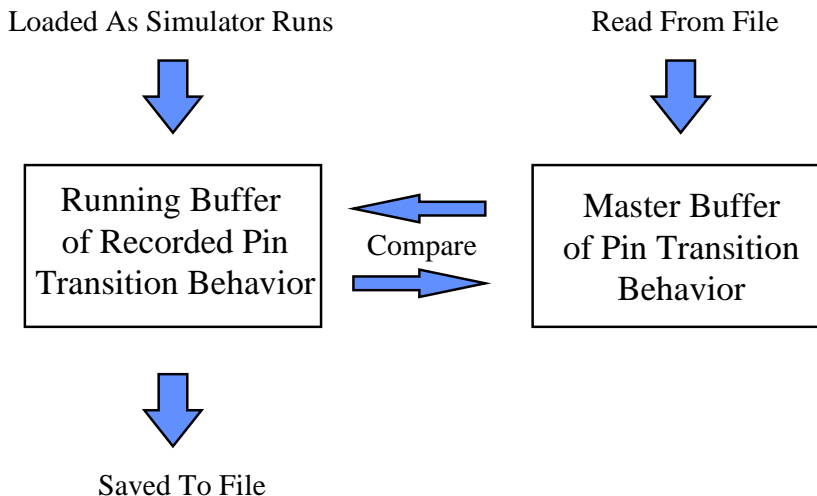 Loaded As Simulator Runs
Read From File
Running Buffer
of Recorded Pin
Transition Behavior
Compare
Master Buffer
of Pin Transition
Behavior
Saved To File